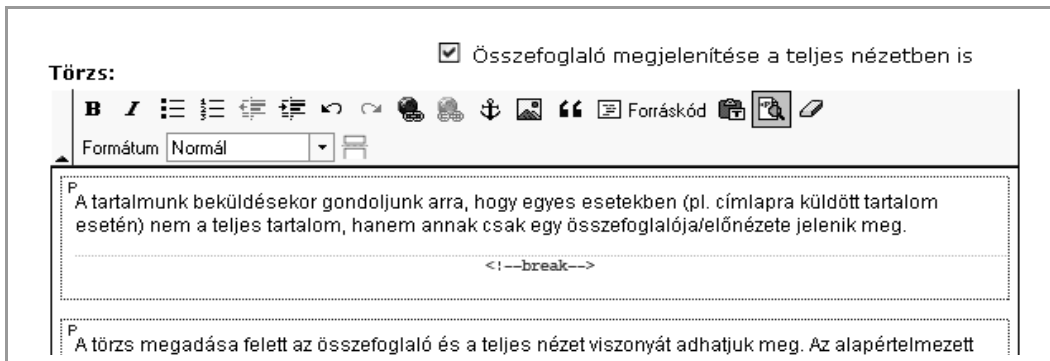 Összefoglaló megjelenítése a teljes nézetben is
Törzs:
B I Forráskód
Formátum Normál
P
A tartalmunk beküldésekor gondoljunk arra, hogy egyes esetekben (pl. címlapra küldött tartalom
esetén) nem a teljes tartalom, hanem annak csak egy összefoglalója/előnézete jelenik meg.
<!--break-->
P
A törzs megadása felett az összefoglaló és a teljes nézet viszonyát adhatjuk meg. Az alapértelmezett